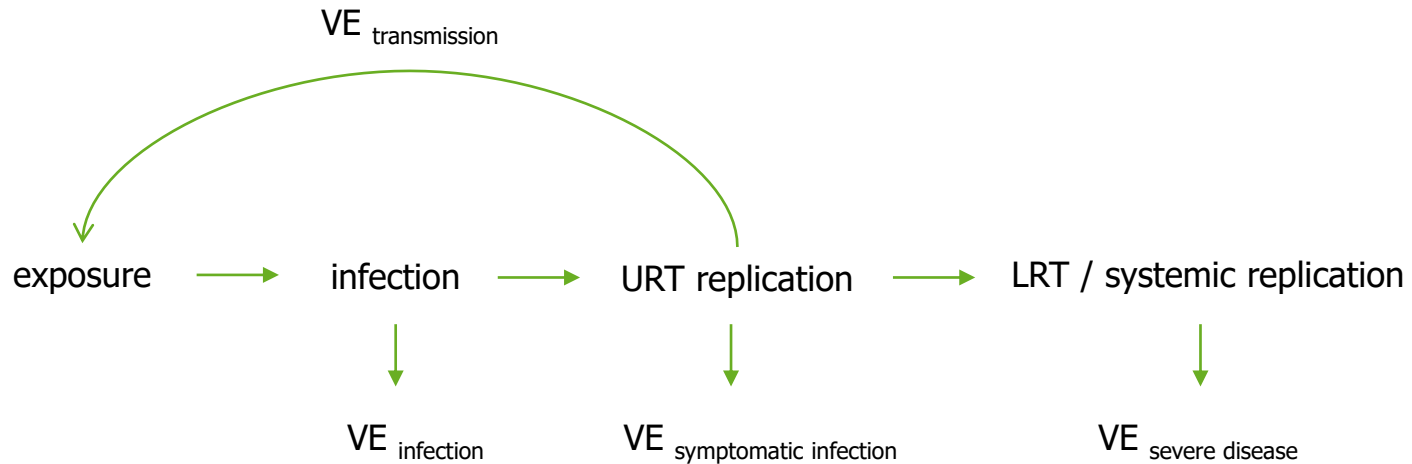 VE transmission
exposure infection URT replication LRT / systemic replication
VE infection VE symptomatic infection VE severe disease